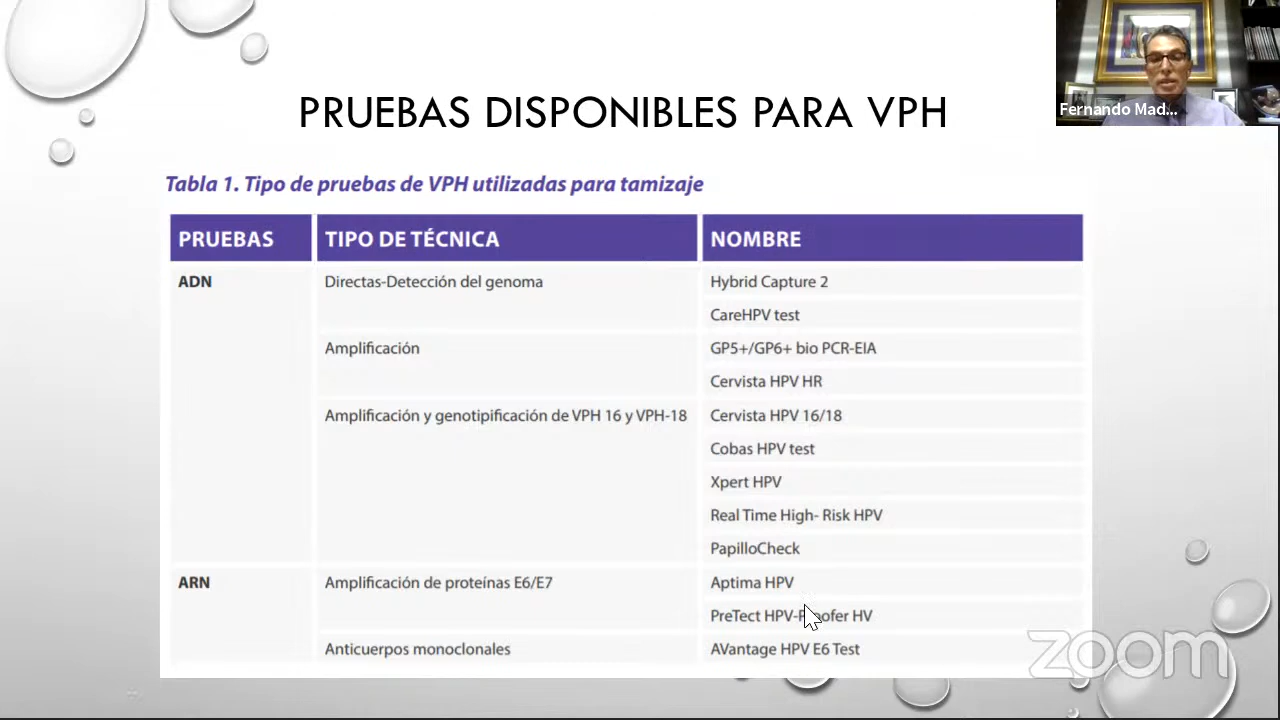 PRUEBAS DISPONIBLES PARA VPH
Fernando Mad...
Tabla 1. Tipo de pruebas de VPH utilizadas para tamizaje
PRUEBAS TIPO DE TÉCNICA NOMBRE
ADN Directas-Detección del genoma Hybrid Capture 2
CareHPV test
Amplificación GP5+/GP6+ bio PCR-EIA
Cervista HPV HR
Amplificación y genotipificación de VPH 16 y VPH-18 Cervista HPV 16/18
Cobas HPV test
Xpert HPV
Real Time High- Risk HPV
PapilloCheck
ARN Amplificación de proteínas E6/E7 Aptima HPV
PreTect HPV-Proofer HV
Anticuerpos monoclonales AVantage HPV E6 Test
zoom